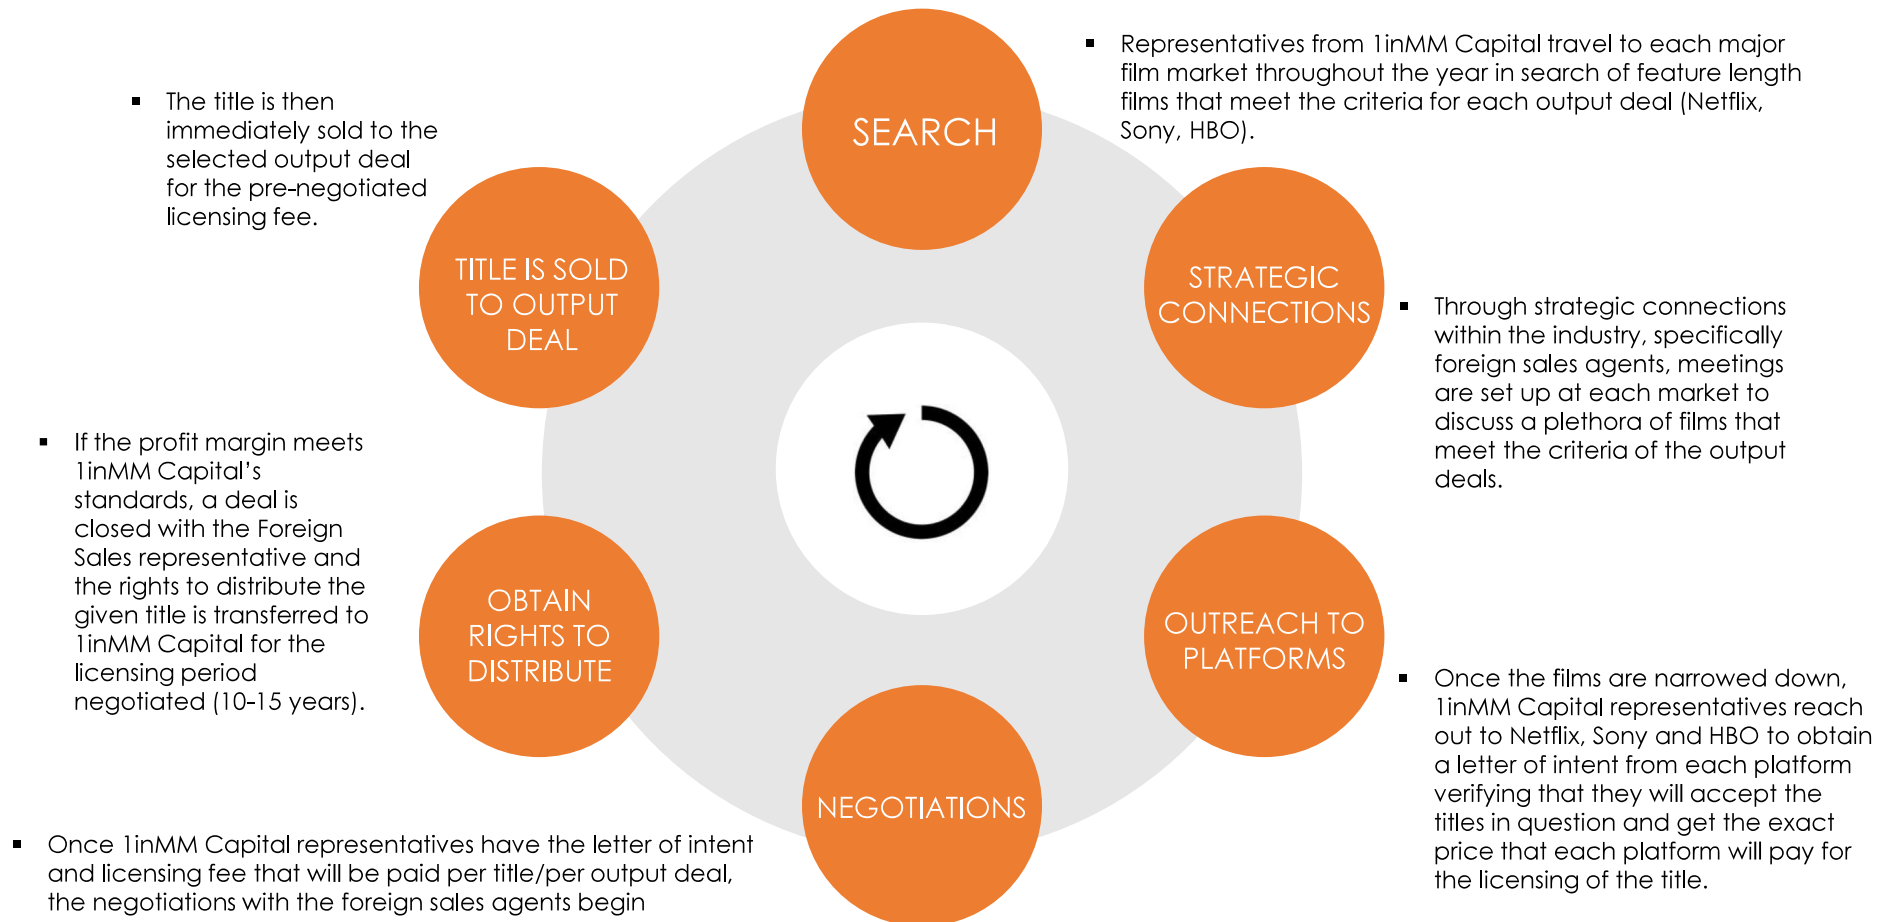 SEARCH
▪ Representatives from 1inMM Capital travel to each major
film market throughout the year in search of feature length
films that meet the criteria for each output deal (Netflix,
Sony, HBO).
STRATEGIC
CONNECTIONS
▪ Through strategic connections
within the industry, specifically
foreign sales agents, meetings
are set up at each market to
discuss a plethora of films that
meet the criteria of the output
deals.
OUTREACH TO
PLATFORMS
▪ Once the films are narrowed down,
1inMM Capital representatives reach
out to Netflix, Sony and HBO to obtain
a letter of intent from each platform
verifying that they will accept the
titles in question and get the exact
price that each platform will pay for
the licensing of the title.
NEGOTIATIONS
▪ Once 1inMM Capital representatives have the letter of intent
and licensing fee that will be paid per title/per output deal,
the negotiations with the foreign sales agents begin
OBTAIN
RIGHTS TO
DISTRIBUTE
▪ If the profit margin meets
1inMM Capital's
standards, a deal is
closed with the Foreign
Sales representative and
the rights to distribute the
given title is transferred to
1inMM Capital for the
licensing period
negotiated (10-15 years).
TITLE IS SOLD
TO OUTPUT
DEAL
▪ The title is then
immediately sold to the
selected output deal
for the pre-negotiated
licensing fee.